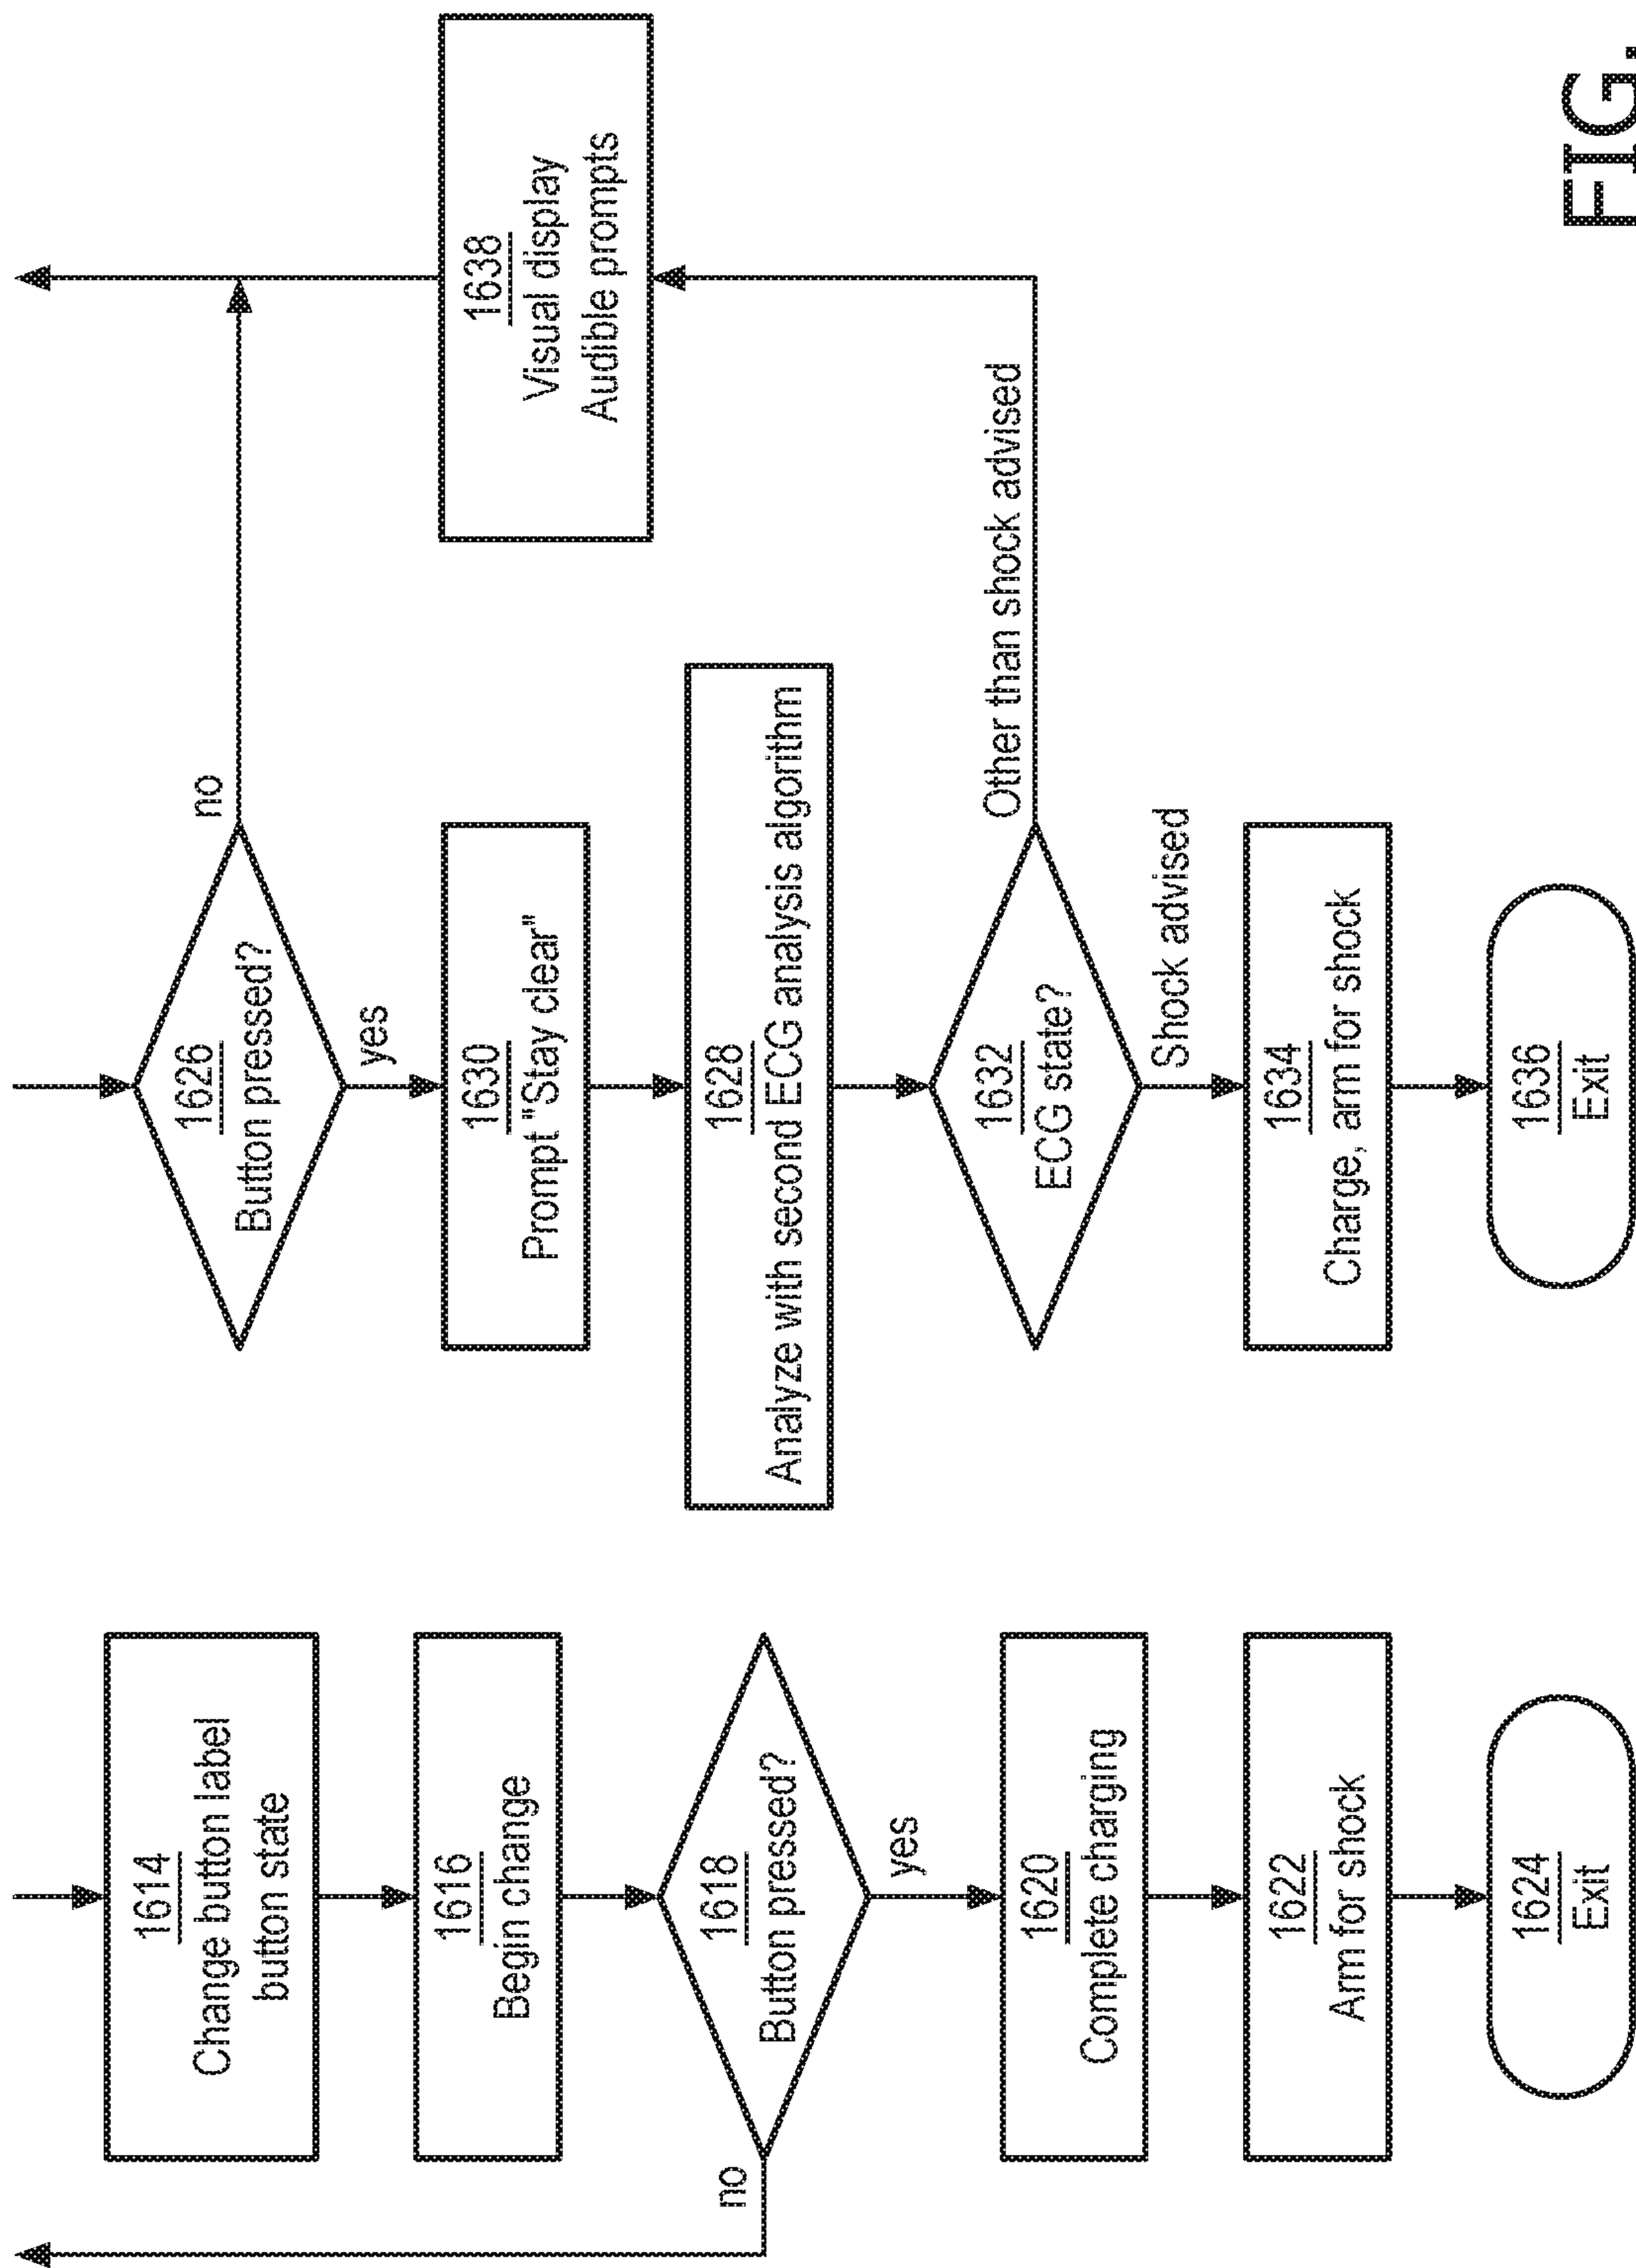 1614
Change button label
button state
1616
Begin change
1618
Button pressed?
no
yes
1620
Complete charging
1622
Arm for shock
1624
Exit
1626
Button pressed?
no
yes
1630
Prompt "Stay clear"
1628
Analyze with second ECG analysis algorithm
1632
ECG state?
Other than shock advised
Shock advised
1634
Charge, arm for shock
1636
Exit
1638
Visual display
Audible prompts
FIG.